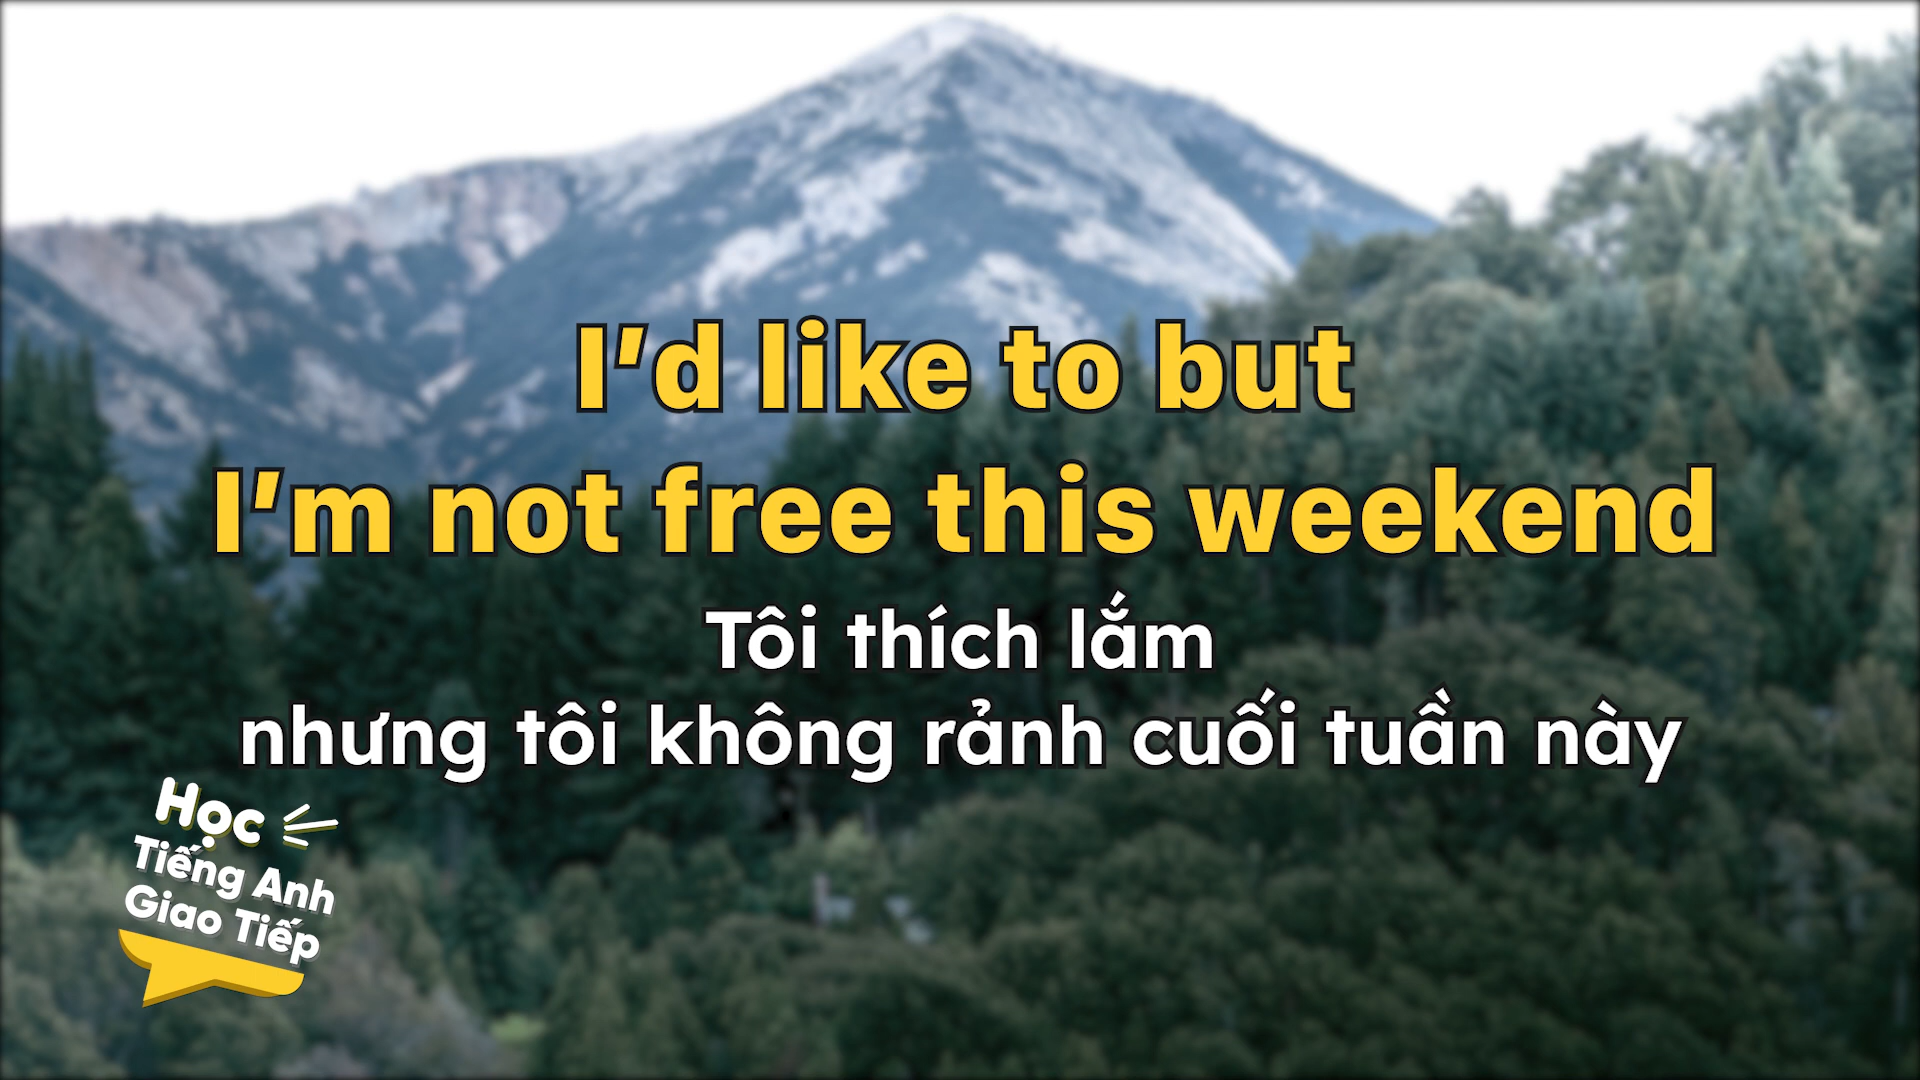 I’d like to but
I’m not free this weekend
Tôi thích lắm
nhưng tôi không rảnh cuối tuần này
Học
Tiếng Anh
Giao Tiếp